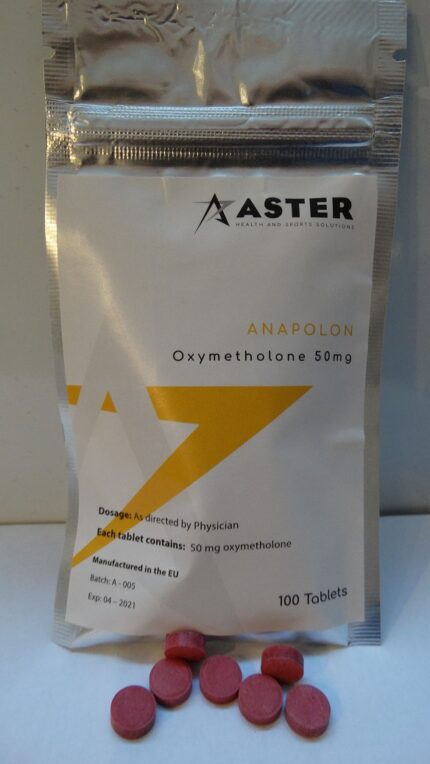 ASTER
HEALTH AND SPORTS SOLUTIONS
ANAPOLON
Oxymetholone 50mg
Dosage: As directed by Physician
Each tablet contains: 50 mg oxymetholone
Manufactured in the EU
Batch: A - 005
Exp: 04 – 2021
100 Tablets